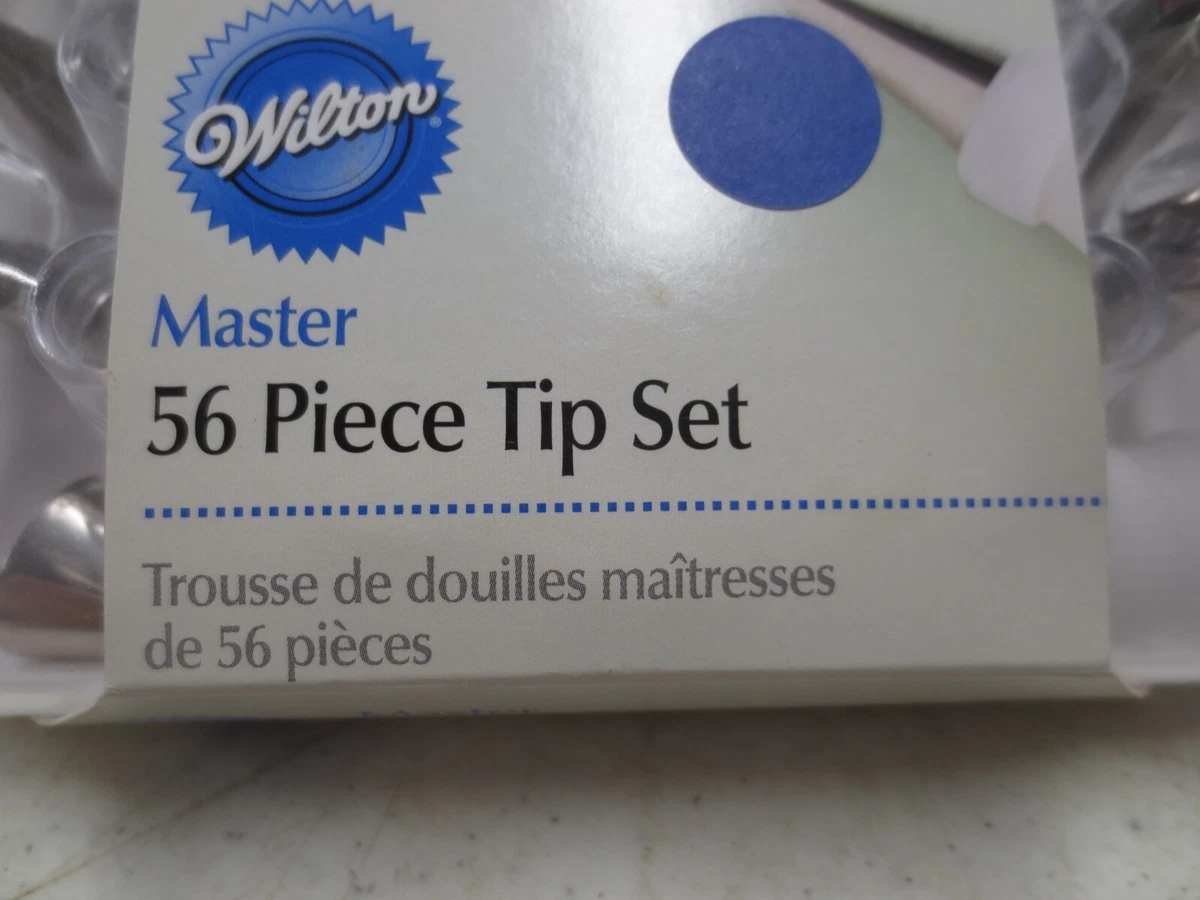 Wilton®
Master
56 Piece Tip Set
Trousse de douilles maîtresses
de 56 pièces